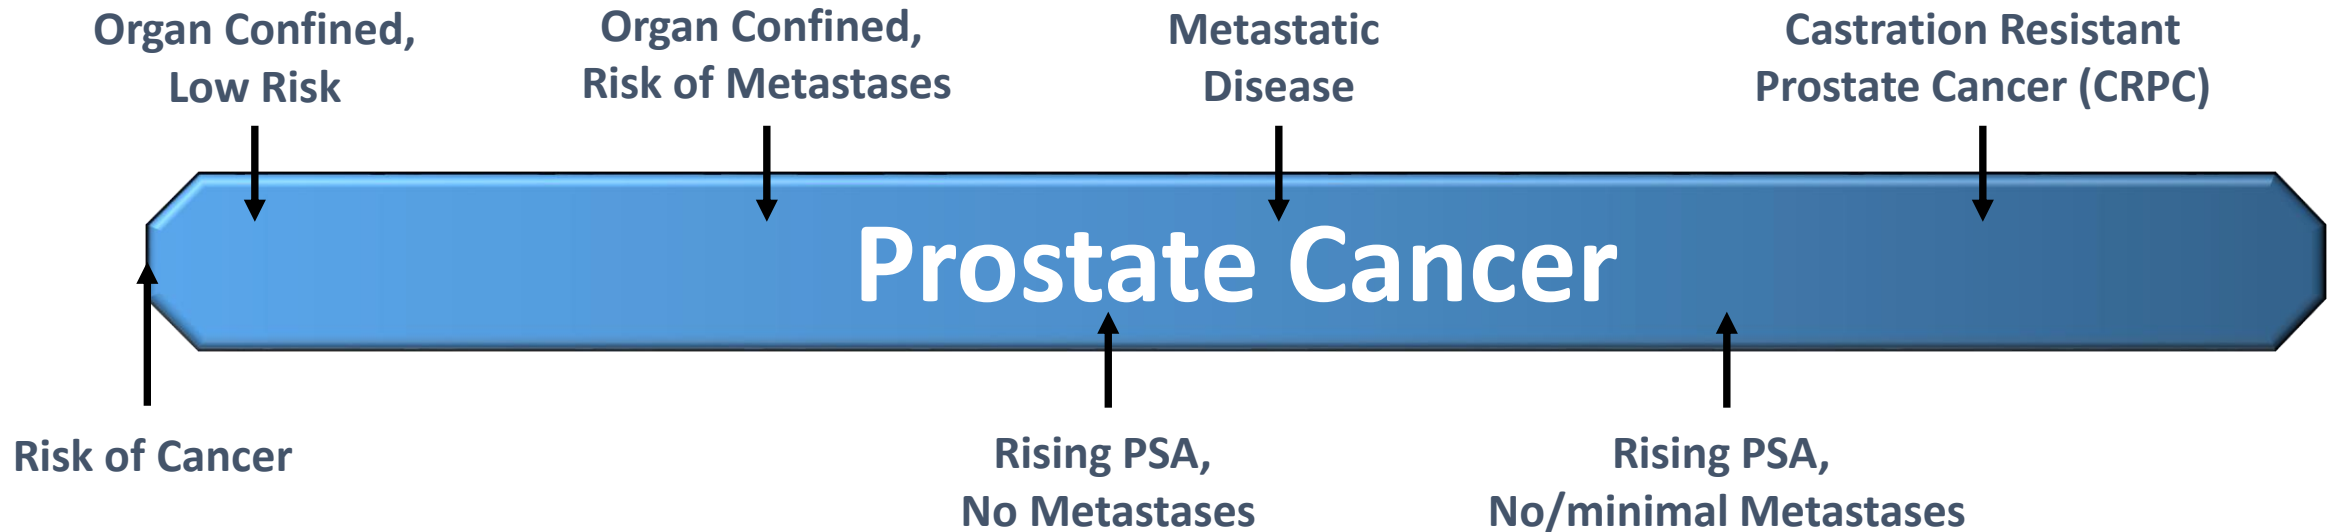 Organ Confined,
Low Risk
Organ Confined,
Risk of Metastases
Metastatic
Disease
Castration Resistant
Prostate Cancer (CRPC)
Prostate Cancer
Risk of Cancer
Rising PSA,
No Metastases
Rising PSA,
No/minimal Metastases